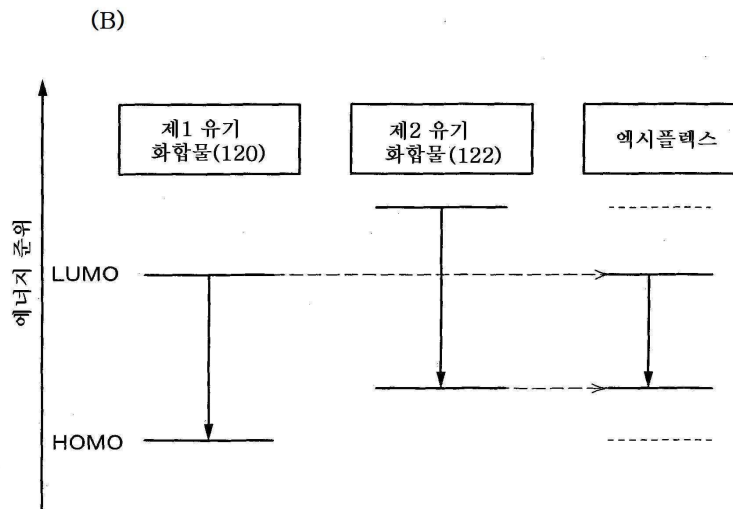 (B)
제1 유기
화합물(120)
제2 유기
화합물(122)
엑시플렉스
에너지 준위
LUMO
HOMO